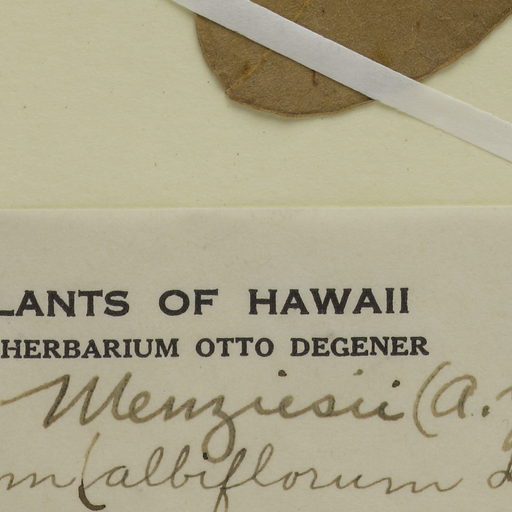 LANTS OF HAWAII
HERBARIUM OTTO DEGENER
Menziesii (A.
m (albiflorum